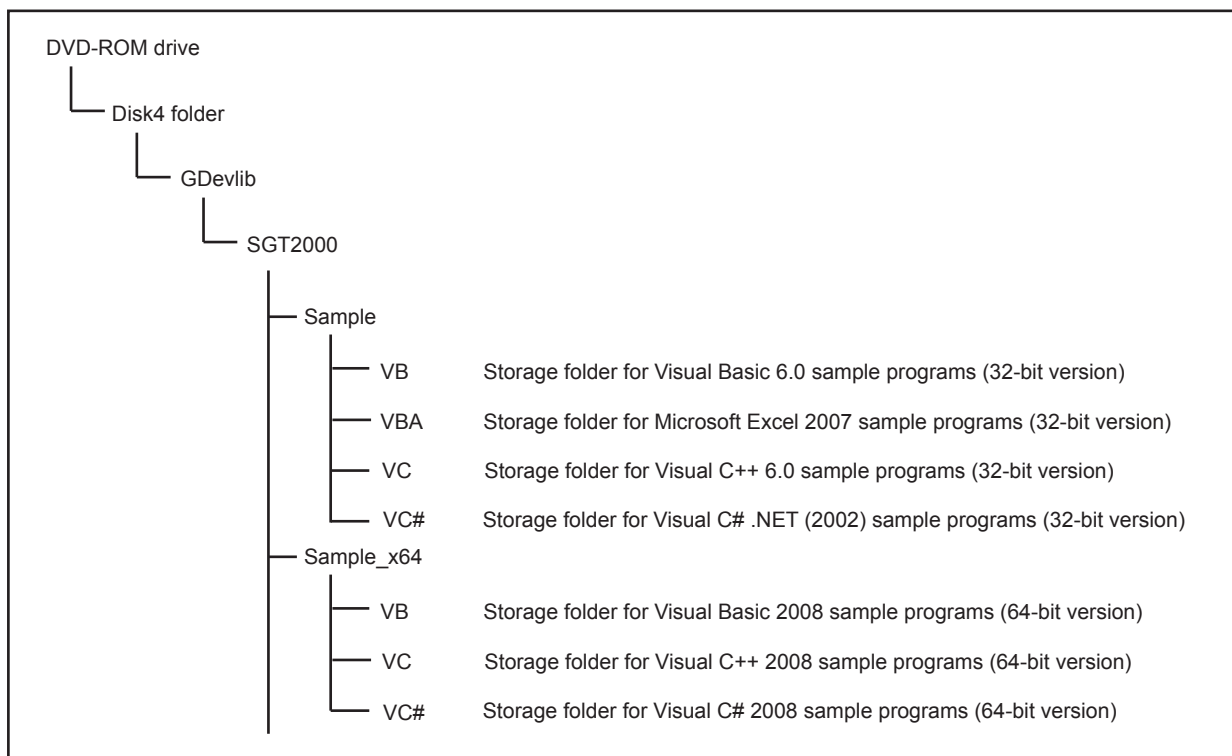 DVD-ROM drive
Disk4 folder
GDevlib
SGT2000
Sample
VB Storage folder for Visual Basic 6.0 sample programs (32-bit version)
VBA Storage folder for Microsoft Excel 2007 sample programs (32-bit version)
VC Storage folder for Visual C++ 6.0 sample programs (32-bit version)
VC# Storage folder for Visual C# .NET (2002) sample programs (32-bit version)
Sample_x64
VB Storage folder for Visual Basic 2008 sample programs (64-bit version)
VC Storage folder for Visual C++ 2008 sample programs (64-bit version)
VC# Storage folder for Visual C# 2008 sample programs (64-bit version)